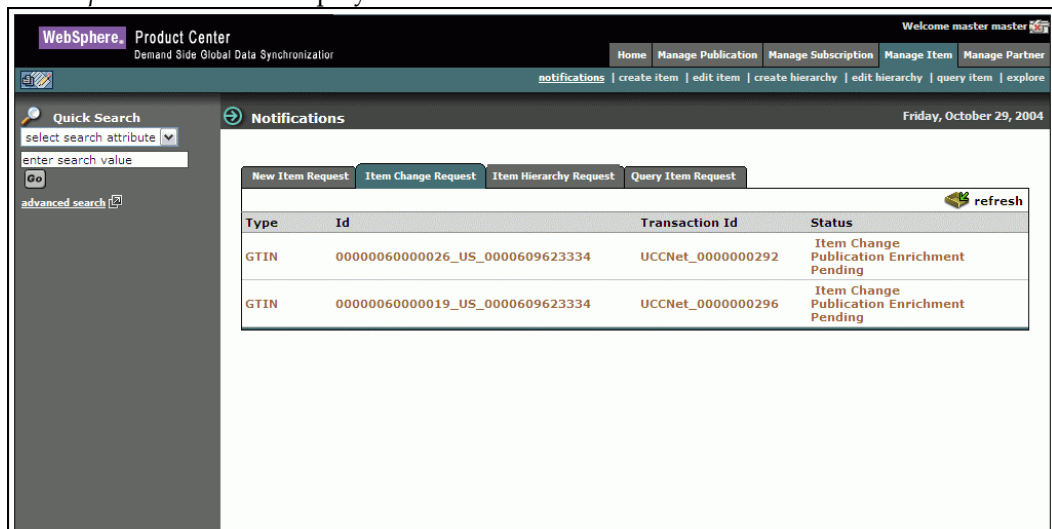 WebSphere. Product Center
Demand Side Global Data Synchronization
Welcome master master
Home Manage Publication Manage Subscription Manage Item Manage Partner
notifications | create item | edit item | create hierarchy | edit hierarchy | query item | explore
Quick Search
select search attribute
enter search value
Go
advanced search
Notifications
Friday, October 29, 2004
New Item Request Item Change Request Item Hierarchy Request Query Item Request
refresh
Type Id Transaction Id Status
GTIN 00000060000026_US_0000609623334 UCCNet_0000000292 Item Change
Publication Enrichment
Pending
GTIN 00000060000019_US_0000609623334 UCCNet_0000000296 Item Change
Publication Enrichment
Pending